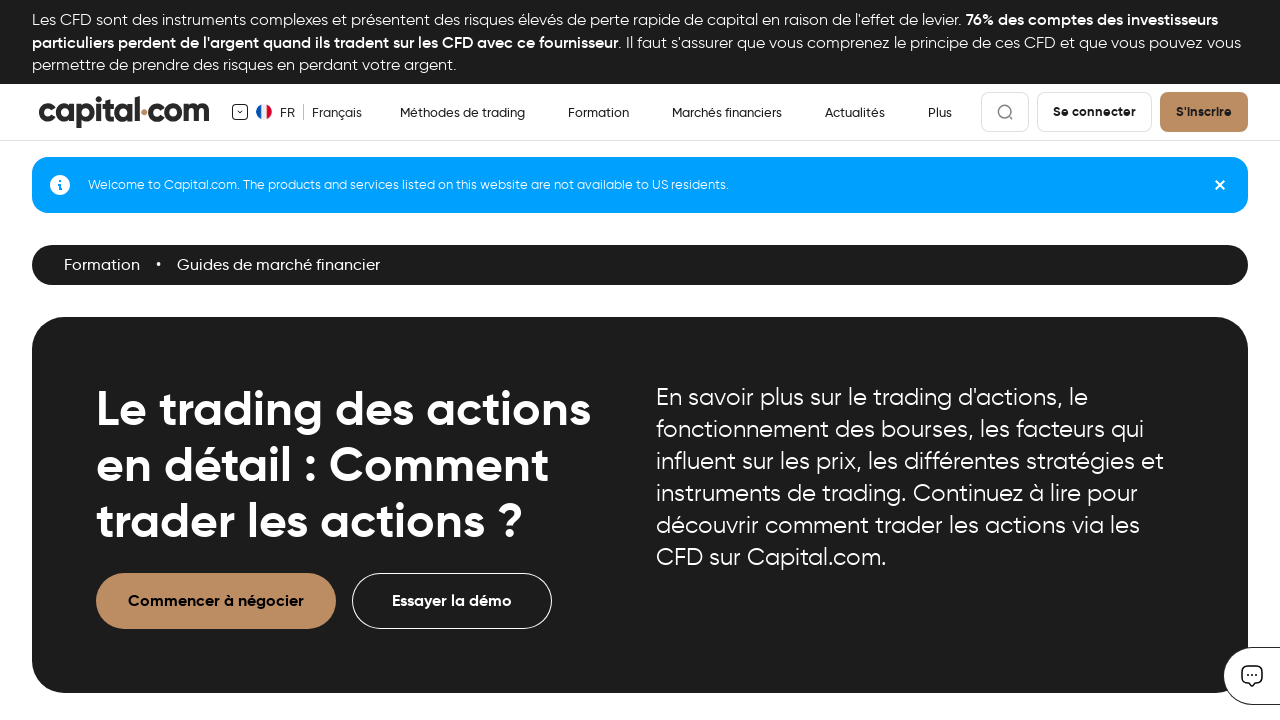 Les CFD sont des instruments complexes et présentent des risques élevés de perte rapide de capital en raison de l'effet de levier. 76% des comptes des investisseurs
particuliers perdent de l'argent quand ils tradent sur les CFD avec ce fournisseur. Il faut s'assurer que vous comprenez le principe de ces CFD et que vous pouvez vous
permettre de prendre des risques en perdant votre argent.
capital.com FR Français Méthodes de trading Formation Marchés financiers Actualités Plus Se connecter S'inscrire
Welcome to Capital.com. The products and services listed on this website are not available to US residents.
Formation • Guides de marché financier
Le trading des actions
en détail : Comment
trader les actions ?
En savoir plus sur le trading d'actions, le
fonctionnement des bourses, les facteurs qui
influent sur les prix, les différentes stratégies et
instruments de trading. Continuez à lire pour
découvrir comment trader les actions via les
CFD sur Capital.com.
Commencer à négocier Essayer la démo